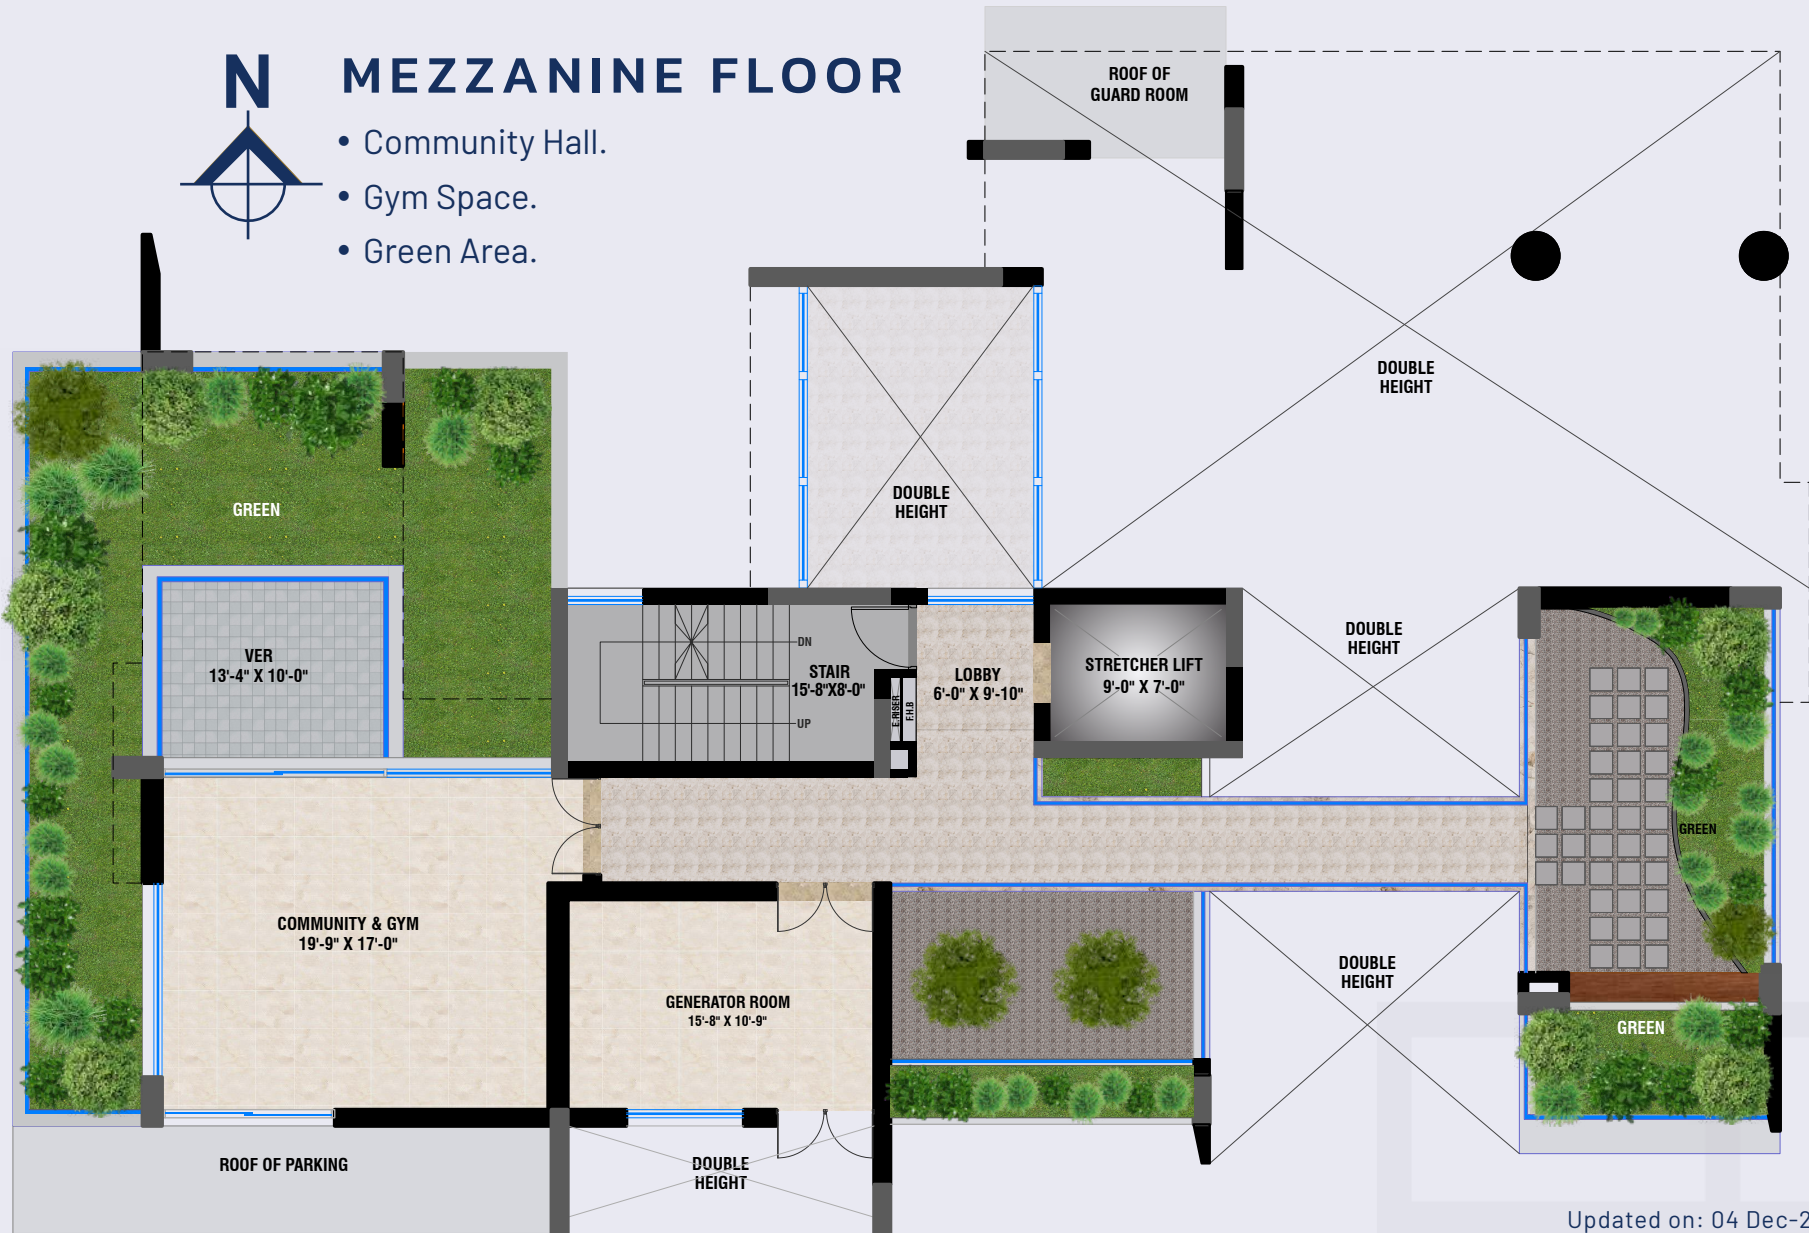 N
MEZZANINE FLOOR
• Community Hall.
• Gym Space.
• Green Area.
ROOF OF
GUARD ROOM
DOUBLE
HEIGHT
DOUBLE
HEIGHT
GREEN
VER
13'-4" X 10'-0"
DN
STAIR
15'-8"X8'-0"
UP
E.RISER
F.H.B
LOBBY
6'-0" X 9'-10"
STRETCHER LIFT
9'-0" X 7'-0"
DOUBLE
HEIGHT
GREEN
COMMUNITY & GYM
19'-9" X 17'-0"
GENERATOR ROOM
15'-8" X 10'-9"
DOUBLE
HEIGHT
GREEN
ROOF OF PARKING
DOUBLE
HEIGHT
Updated on: 04 Dec-2